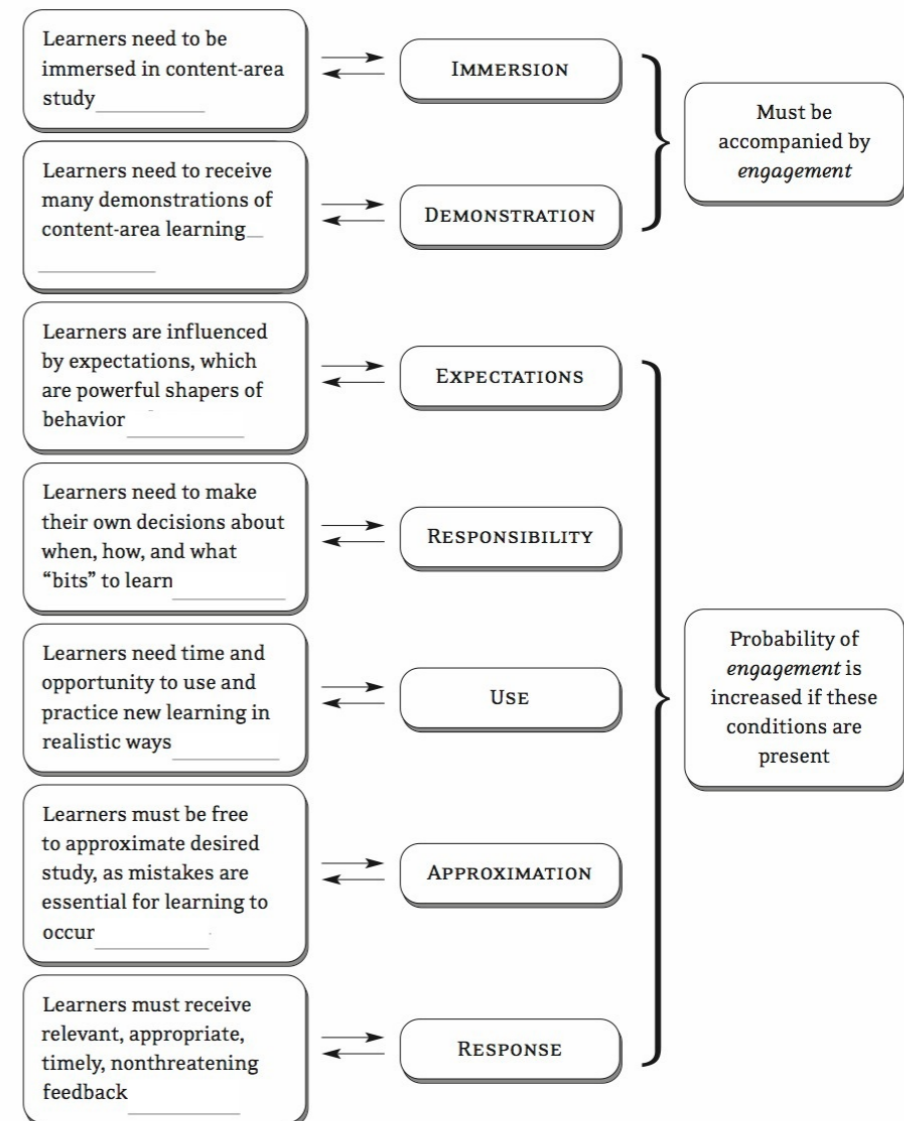 Learners need to be
immersed in content-area
study
IMMERSION
Must be
accompanied by
engagement
Learners need to receive
many demonstrations of
content-area learning
DEMONSTRATION
Learners are influenced
by expectations, which
are powerful shapers of
behavior
EXPECTATIONS
Learners need to make
their own decisions about
when, how, and what
“bits” to learn
RESPONSIBILITY
Learners need time and
opportunity to use and
practice new learning in
realistic ways
USE
Probability of
engagement is
increased if these
conditions are
present
Learners must be free
to approximate desired
study, as mistakes are
essential for learning to
occur
APPROXIMATION
Learners must receive
relevant, appropriate,
timely, nonthreatening
feedback
RESPONSE